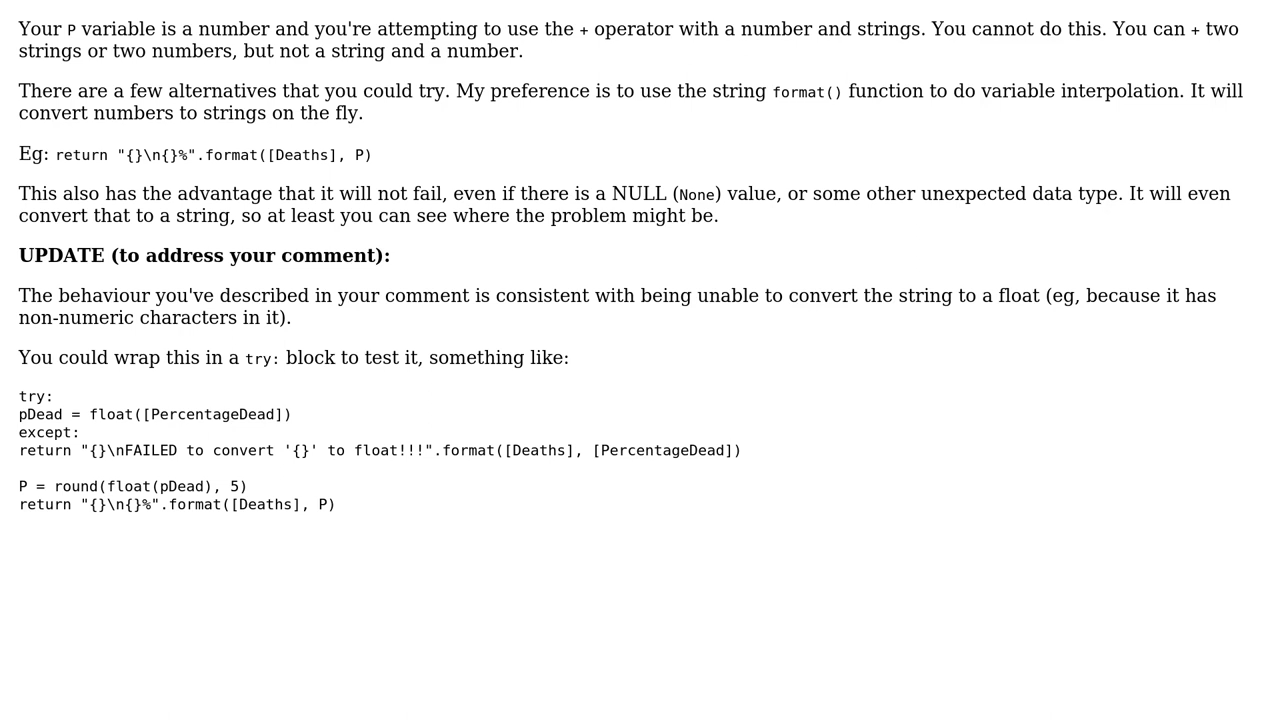 Your P variable is a number and you're attempting to use the + operator with a number and strings. You cannot do this. You can + two
strings or two numbers, but not a string and a number.
There are a few alternatives that you could try. My preference is to use the string format() function to do variable interpolation. It will
convert numbers to strings on the fly.
Eg: return "{}\n{}%".format([Deaths], P)
This also has the advantage that it will not fail, even if there is a NULL (None) value, or some other unexpected data type. It will even
convert that to a string, so at least you can see where the problem might be.
UPDATE (to address your comment):
The behaviour you've described in your comment is consistent with being unable to convert the string to a float (eg, because it has
non-numeric characters in it).
You could wrap this in a try: block to test it, something like:
try:
pDead = float([PercentageDead])
except:
return "{}\nFAILED to convert '{}' to float!!!".format([Deaths], [PercentageDead])
P = round(float(pDead), 5)
return "{}\n{}%".format([Deaths], P)